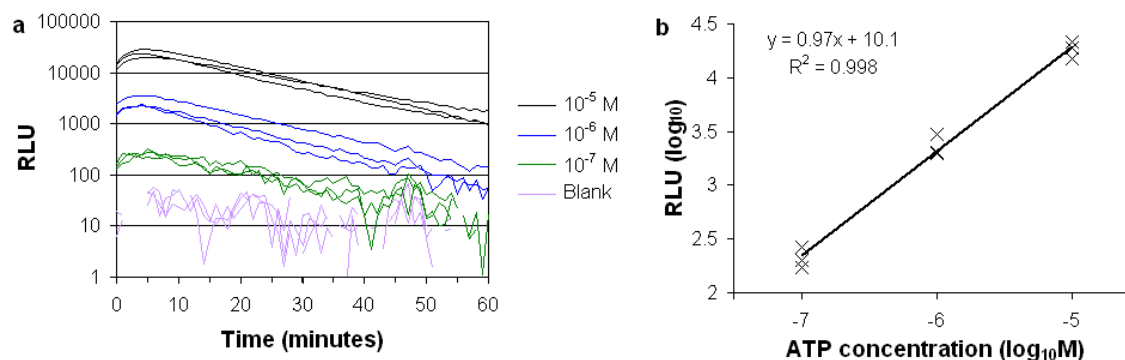 a
100000
10000
1000
100
10
1
RLU
0
10
20
30
40
50
60
Time (minutes)
10⁻⁵ M
10⁻⁶ M
10⁻⁷ M
Blank
b
y = 0.97x + 10.1
R² = 0.998
4.5
4
3.5
3
2.5
2
RLU (log₁₀)
-7
-6
-5
ATP concentration (log₁₀M)